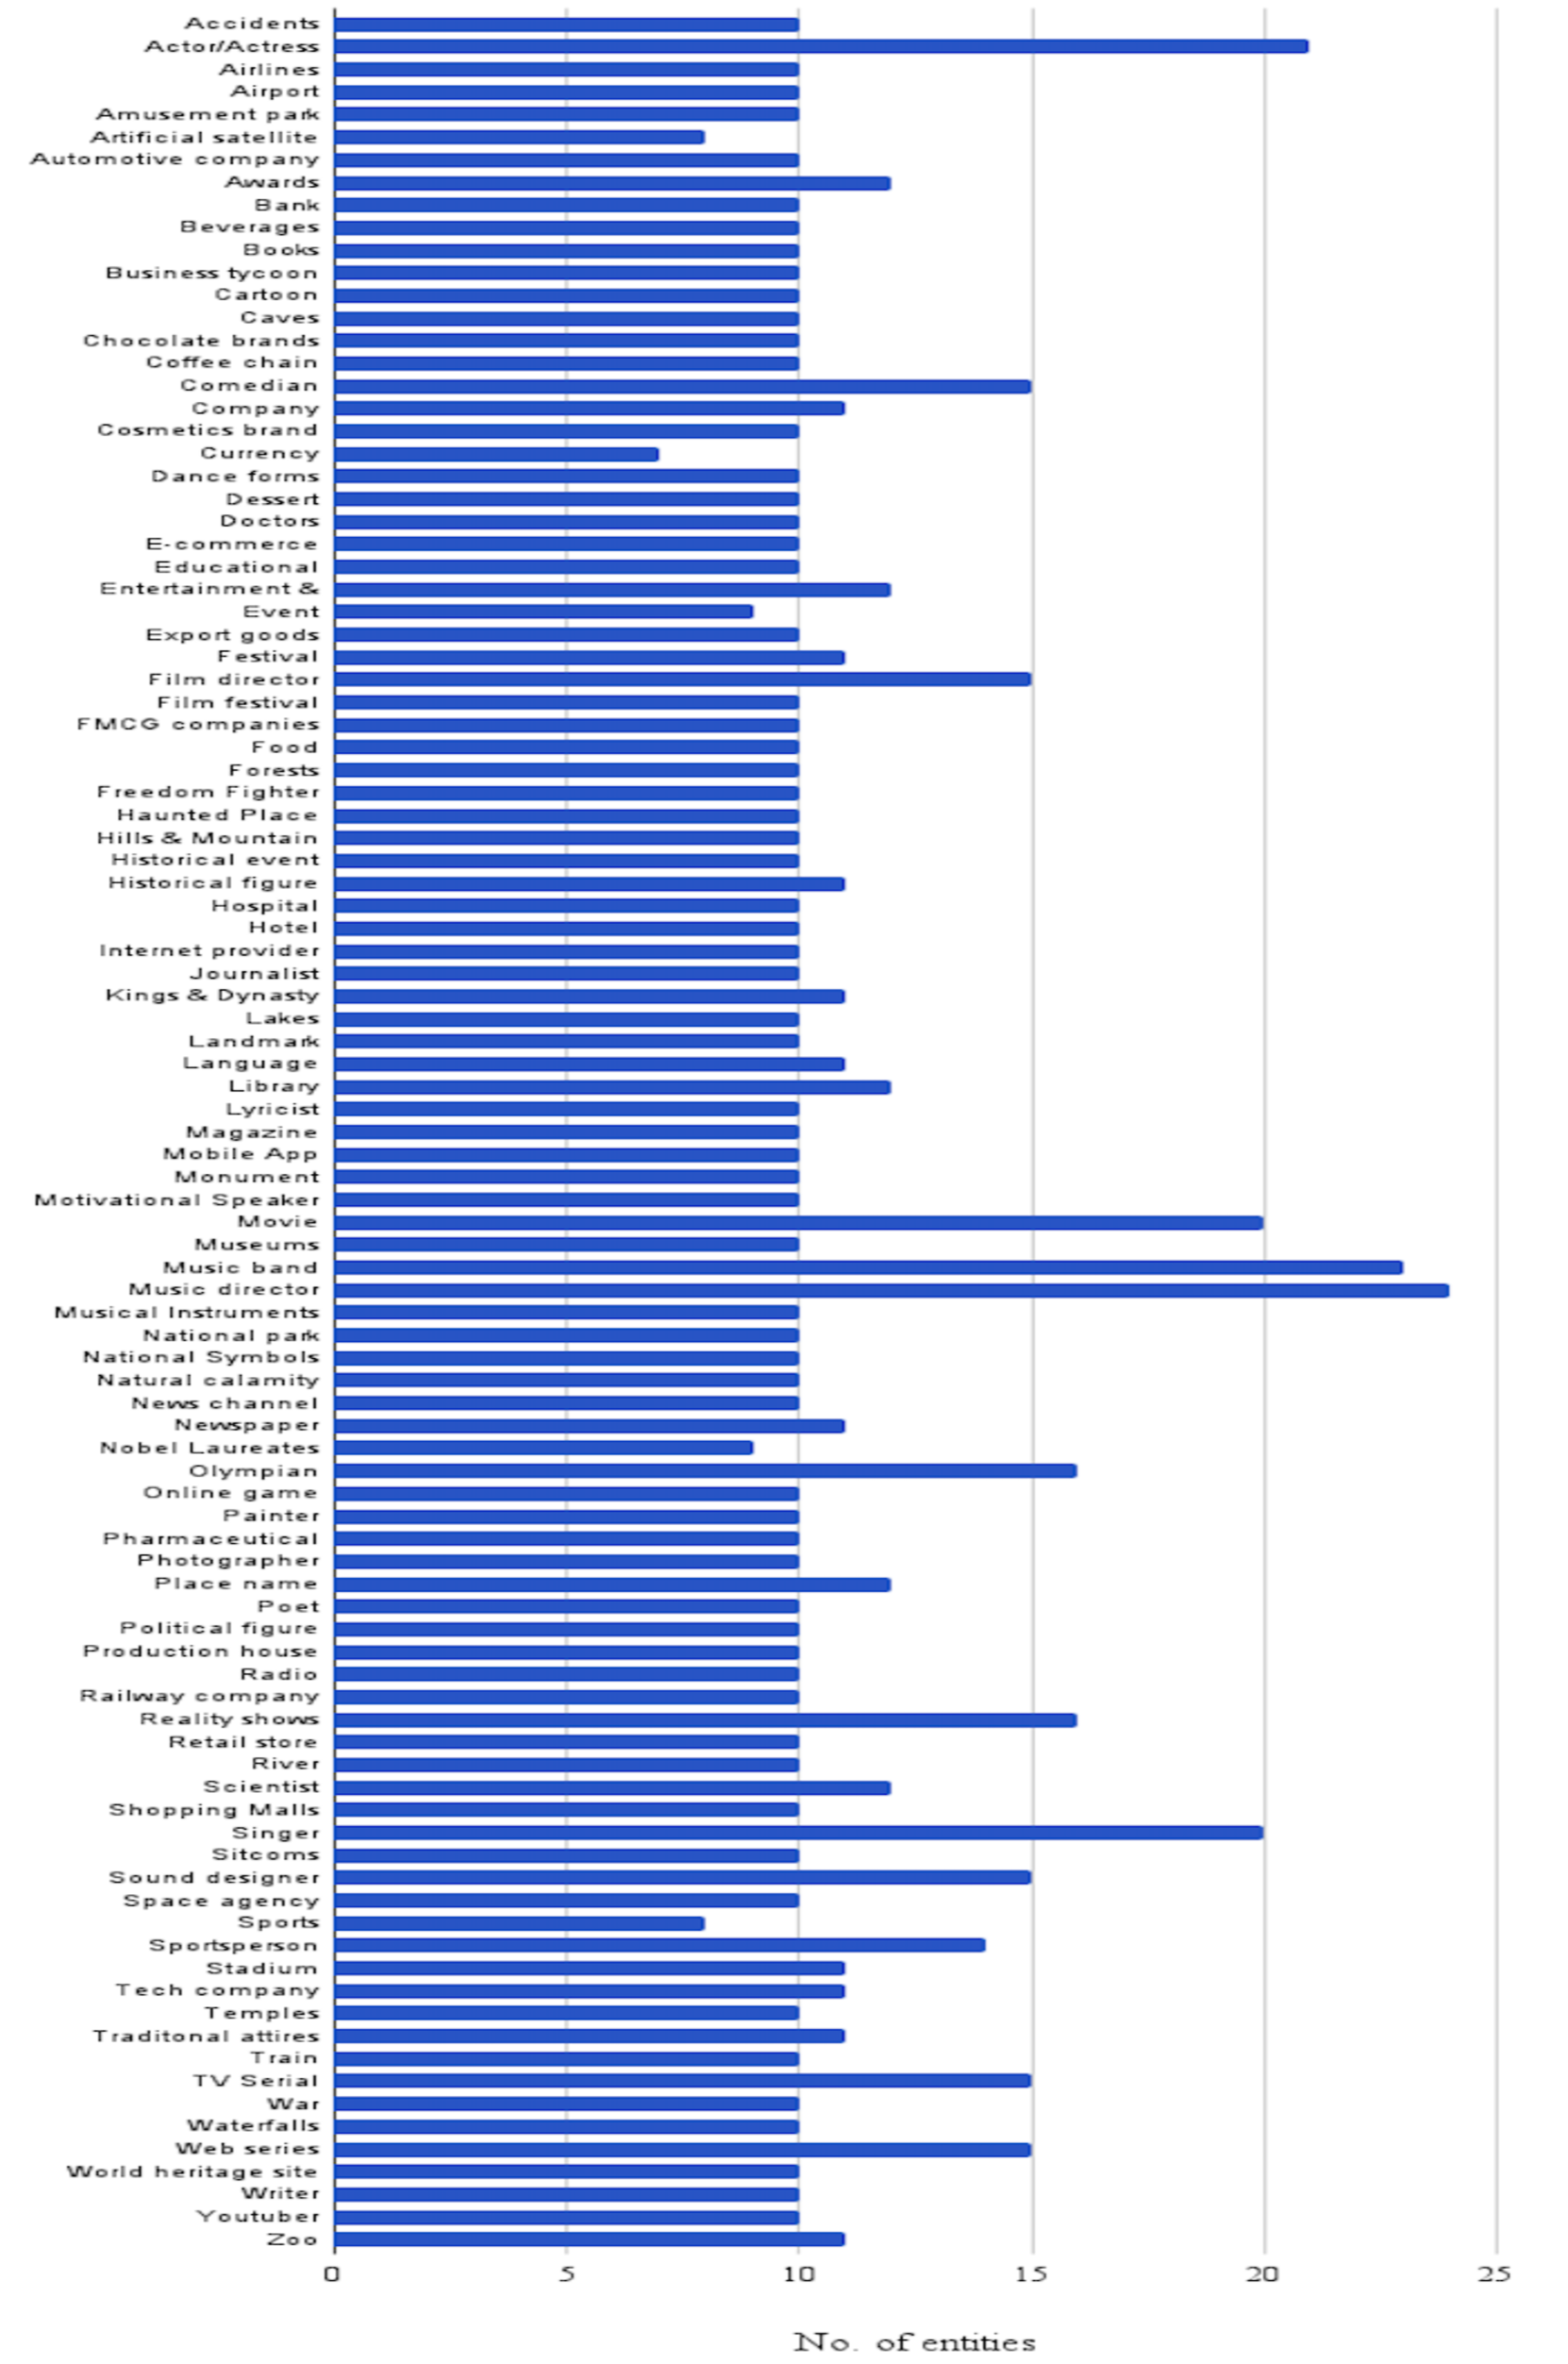 Accidents
Actor/Actress
Airlines
Airport
Amusement park
Artificial satellite
Automotive company
Awards
Bank
Beverages
Books
Business tycoon
Cartoon
Caves
Chocolate brands
Coffee chain
Comedian
Company
Cosmetics brand
Currency
Dance forms
Dessert
Doctors
E-commerce
Educational
Entertainment &
Event
Export goods
Festival
Film director
Film festival
FMCG companies
Food
Forests
Freedom Fighter
Haunted Place
Hills & Mountain
Historical event
Historical figure
Hospital
Hotel
Internet provider
Journalist
Kings & Dynasty
Lakes
Landmark
Language
Library
Lyricist
Magazine
Mobile App
Monument
Motivational Speaker
Movie
Museums
Music band
Music director
Musical Instruments
National park
National Symbols
Natural calamity
News channel
Newspaper
Nobel Laureates
Olympian
Online game
Painter
Pharmaceutical
Photographer
Place name
Poet
Political figure
Production house
Radio
Railway company
Reality shows
Retail store
River
Scientist
Shopping Malls
Singer
Sitcoms
Sound designer
Space agency
Sports
Sportsperson
Stadium
Tech company
Temples
Traditonal attires
Train
TV Serial
War
Waterfalls
Web series
World heritage site
Writer
Youtuber
Zoo
0 5 10 15 20 25
No. of entities